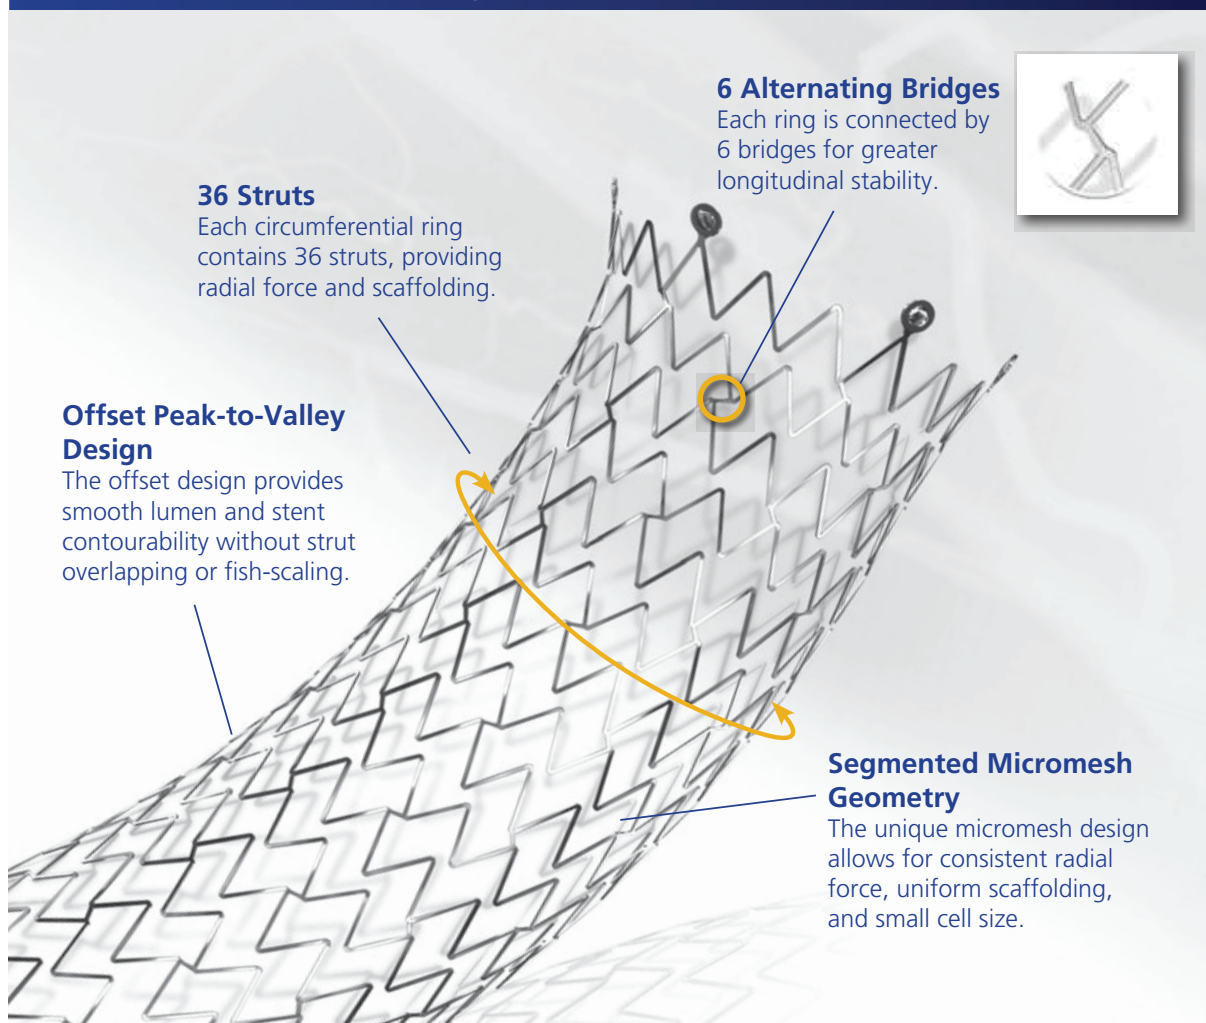 6 Alternating Bridges
Each ring is connected by
6 bridges for greater
longitudinal stability.
36 Struts
Each circumferential ring
contains 36 struts, providing
radial force and scaffolding.
Offset Peak-to-Valley
Design
The offset design provides
smooth lumen and stent
contourability without strut
overlapping or fish-scaling.
Segmented Micromesh
Geometry
The unique micromesh design
allows for consistent radial
force, uniform scaffolding,
and small cell size.